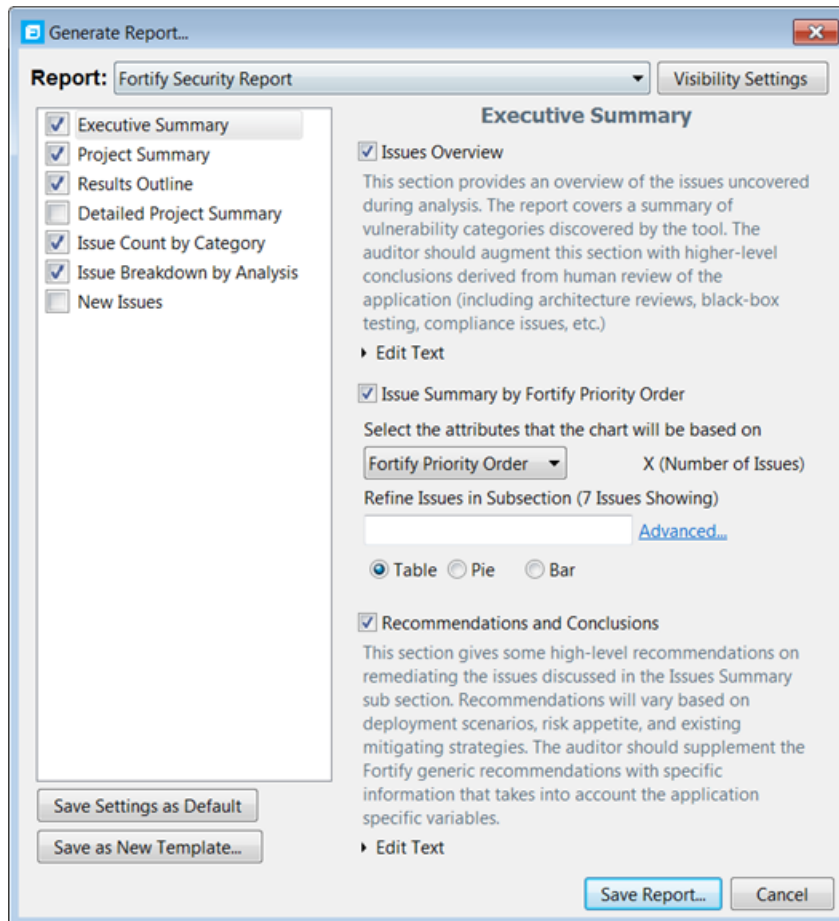 Generate Report...
Report: Fortify Security Report
Visibility Settings
Executive Summary
Project Summary
Results Outline
Detailed Project Summary
Issue Count by Category
Issue Breakdown by Analysis
New Issues
Save Settings as Default
Save as New Template...
Executive Summary
Issues Overview
This section provides an overview of the issues uncovered
during analysis. The report covers a summary of
vulnerability categories discovered by the tool. The
auditor should augment this section with higher-level
conclusions derived from human review of the
application (including architecture reviews, black-box
testing, compliance issues, etc.)
Edit Text
Issue Summary by Fortify Priority Order
Select the attributes that the chart will be based on
Fortify Priority Order X (Number of Issues)
Refine Issues in Subsection (7 Issues Showing)
Advanced...
Table Pie Bar
Recommendations and Conclusions
This section gives some high-level recommendations on
remediating the issues discussed in the Issues Summary
sub section. Recommendations will vary based on
deployment scenarios, risk appetite, and existing
mitigating strategies. The auditor should supplement the
Fortify generic recommendations with specific
information that takes into account the application
specific variables.
Edit Text
Save Report... Cancel